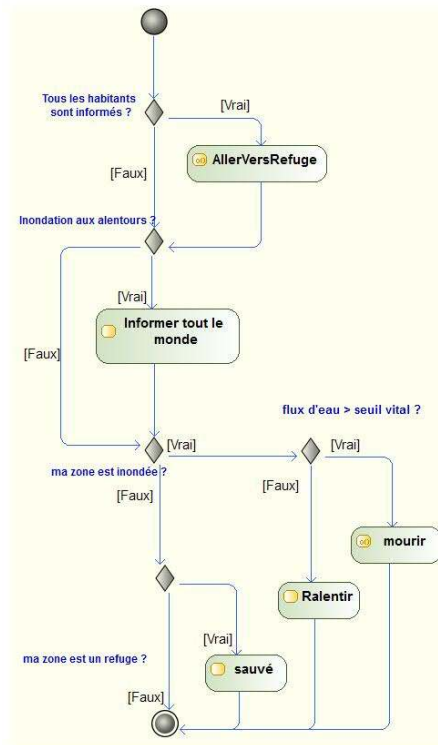 Tous les habitants
sont informés ?
[Vrai]
AllerVersRefuge
[Faux]
Inondation aux alentours ?
[Vrai]
Informer tout le
monde
[Faux]
flux d'eau > seuil vital ?
[Vrai]
[Vrai]
ma zone est inondée ?
[Faux]
[Faux]
mourir
Ralentir
[Vrai]
ma zone est un refuge ?
sauvé
[Faux]